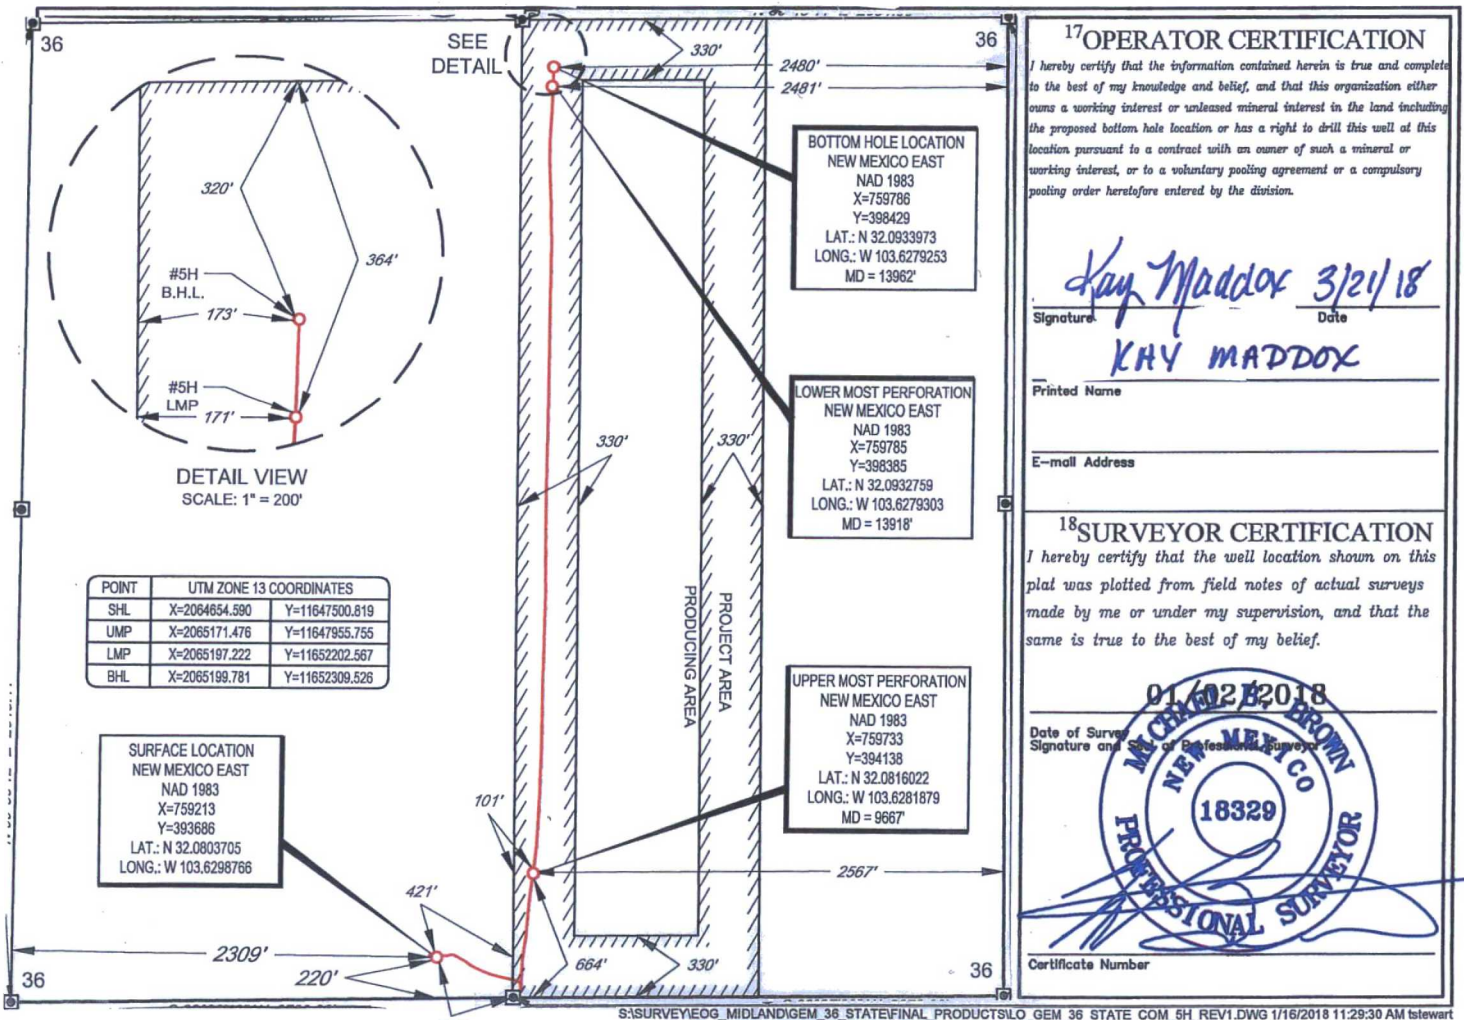 36
SEE
DETAIL
330'
36
2480'
2481'
320'
364'
#5H
B.H.L.
173'
#5H
LMP
171'
DETAIL VIEW
SCALE: 1" = 200'
BOTTOM HOLE LOCATION
NEW MEXICO EAST
NAD 1983
X=759786
Y=398429
LAT.: N 32.0933973
LONG.: W 103.6279253
MD = 13962'
LOWER MOST PERFORATION
NEW MEXICO EAST
NAD 1983
X=759785
Y=398385
LAT.: N 32.0932759
LONG.: W 103.6279303
MD = 13918'
330'
330'
POINT UTM ZONE 13 COORDINATES
SHL X=2064654.590 Y=11647500.819
UMP X=2065171.476 Y=11647955.755
LMP X=2065197.222 Y=11652202.567
BHL X=2065199.781 Y=11652309.526
PRODUCING AREA
PROJECT AREA
UPPER MOST PERFORATION
NEW MEXICO EAST
NAD 1983
X=759733
Y=394138
LAT.: N 32.0816022
LONG.: W 103.6281879
MD = 9667'
SURFACE LOCATION
NEW MEXICO EAST
NAD 1983
X=759213
Y=393686
LAT.: N 32.0803705
LONG.: W 103.6298766
101'
2567'
421'
2309'
220'
664'
330'
36
36
17 OPERATOR CERTIFICATION
I hereby certify that the information contained herein is true and complete
to the best of my knowledge and belief, and that this organization either
owns a working interest or unleased mineral interest in the land including
the proposed bottom hole location or has a right to drill this well at this
location pursuant to a contract with an owner of such a mineral or
working interest, or to a voluntary pooling agreement or a compulsory
pooling order heretofore entered by the division.
Kay Maddox 3/21/18
Signature Date
KAY MADDOX
Printed Name
E-mail Address
18 SURVEYOR CERTIFICATION
I hereby certify that the well location shown on this
plat was plotted from field notes of actual surveys
made by me or under my supervision, and that the
same is true to the best of my belief.
01/02/2018
Date of Survey
Signature and Seal of Professional Surveyor
MICHAEL B. BROWN
NEW MEXICO
18329
PROFESSIONAL SURVEYOR
Certificate Number
S:\SURVEY\EOG_MIDLAND\GEM_36_STATE\FINAL_PRODUCTS\LO_GEM_36_STATE_COM_5H_REV1.DWG 1/16/2018 11:29:30 AM tstewart